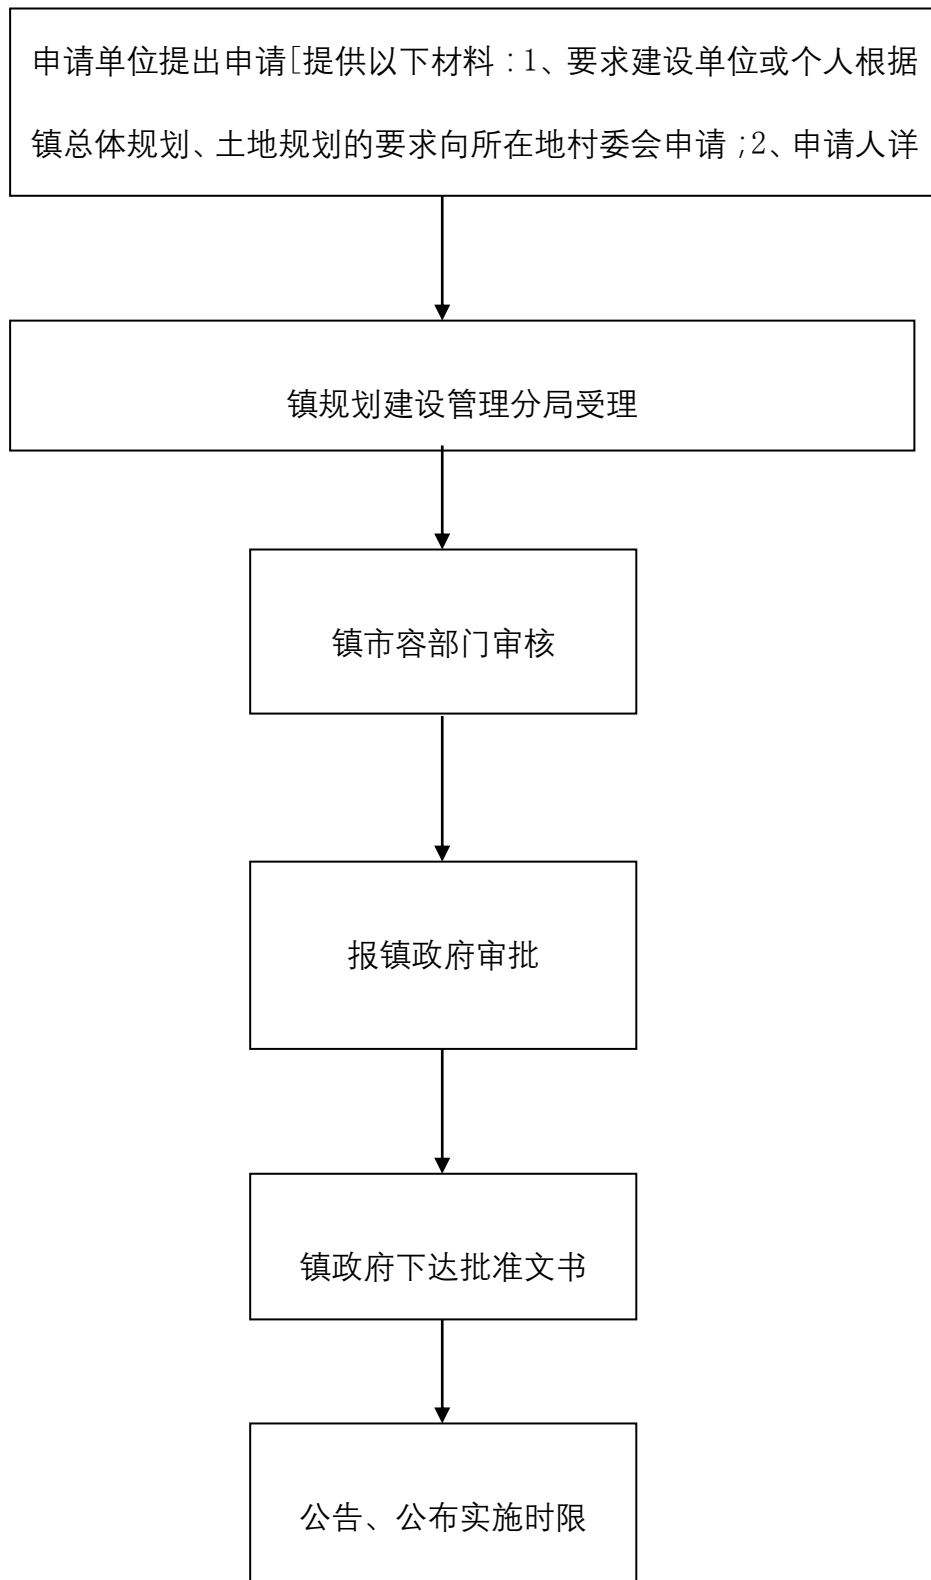 申请单位提出申请[提供以下材料：1、要求建设单位或个人根据
镇总体规划、土地规划的要求向所在地村委会申请；2、申请人详
镇规划建设管理分局受理
镇市容部门审核
报镇政府审批
镇政府下达批准文书
公告、公布实施时限